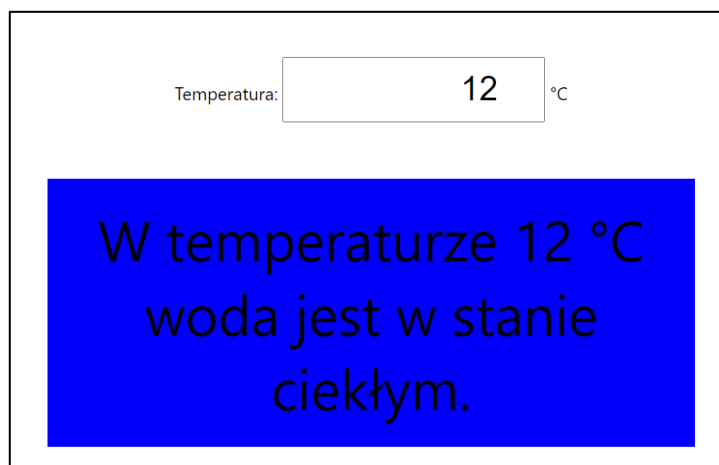 Temperatura: 12 °C
W temperaturze 12 °C
woda jest w stanie
ciekłym.